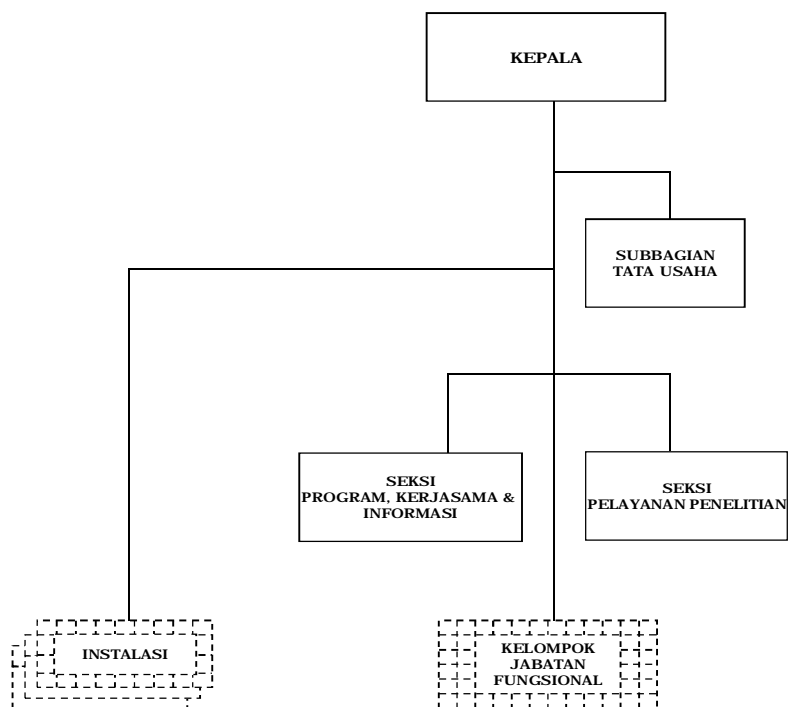 KEPALA
SUBBAGIAN
TATA USAHA
SEKSI
PROGRAM, KERJASAMA &
INFORMASI
SEKSI
PELAYANAN PENELITIAN
INSTALASI
KELOMPOK
JABATAN
FUNGSIONAL